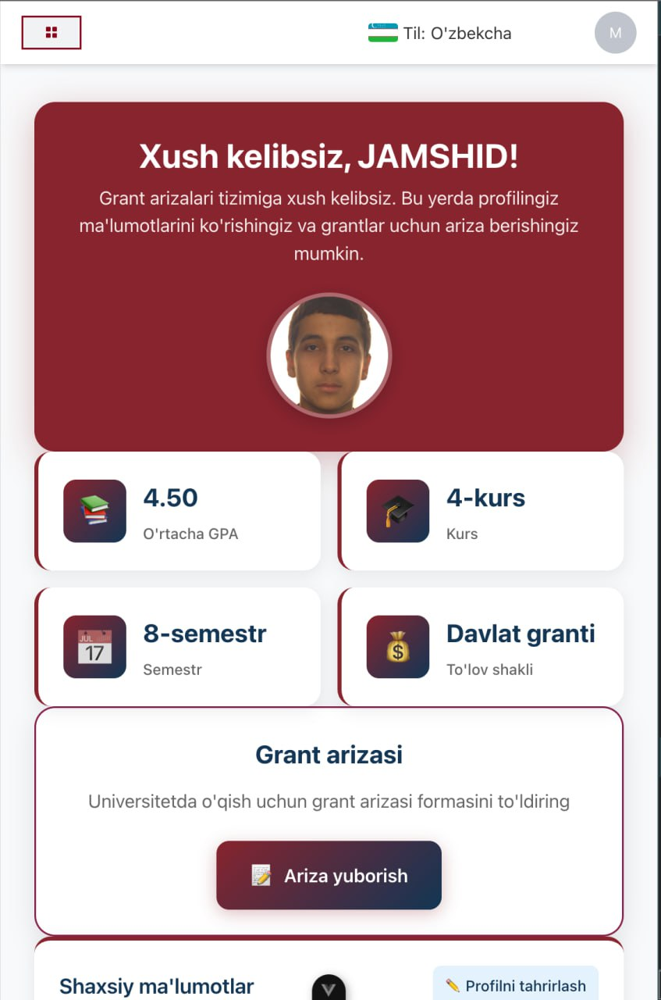 Til: O'zbekcha
M
Xush kelibsiz, JAMSHID!
Grant arizalari tizimiga xush kelibsiz. Bu yerda profilingiz
ma'lumotlarini ko'rishingiz va grantlar uchun ariza berishingiz
mumkin.
4.50
O'rtacha GPA
4-kurs
Kurs
JUL
17
8-semestr
Semestr
$
Davlat granti
To'lov shakli
Grant arizasi
Universitetda o'qish uchun grant arizasi formasini to'ldiring
Ariza yuborish
Shaxsiy ma'lumotlar
Profilni tahrirlash